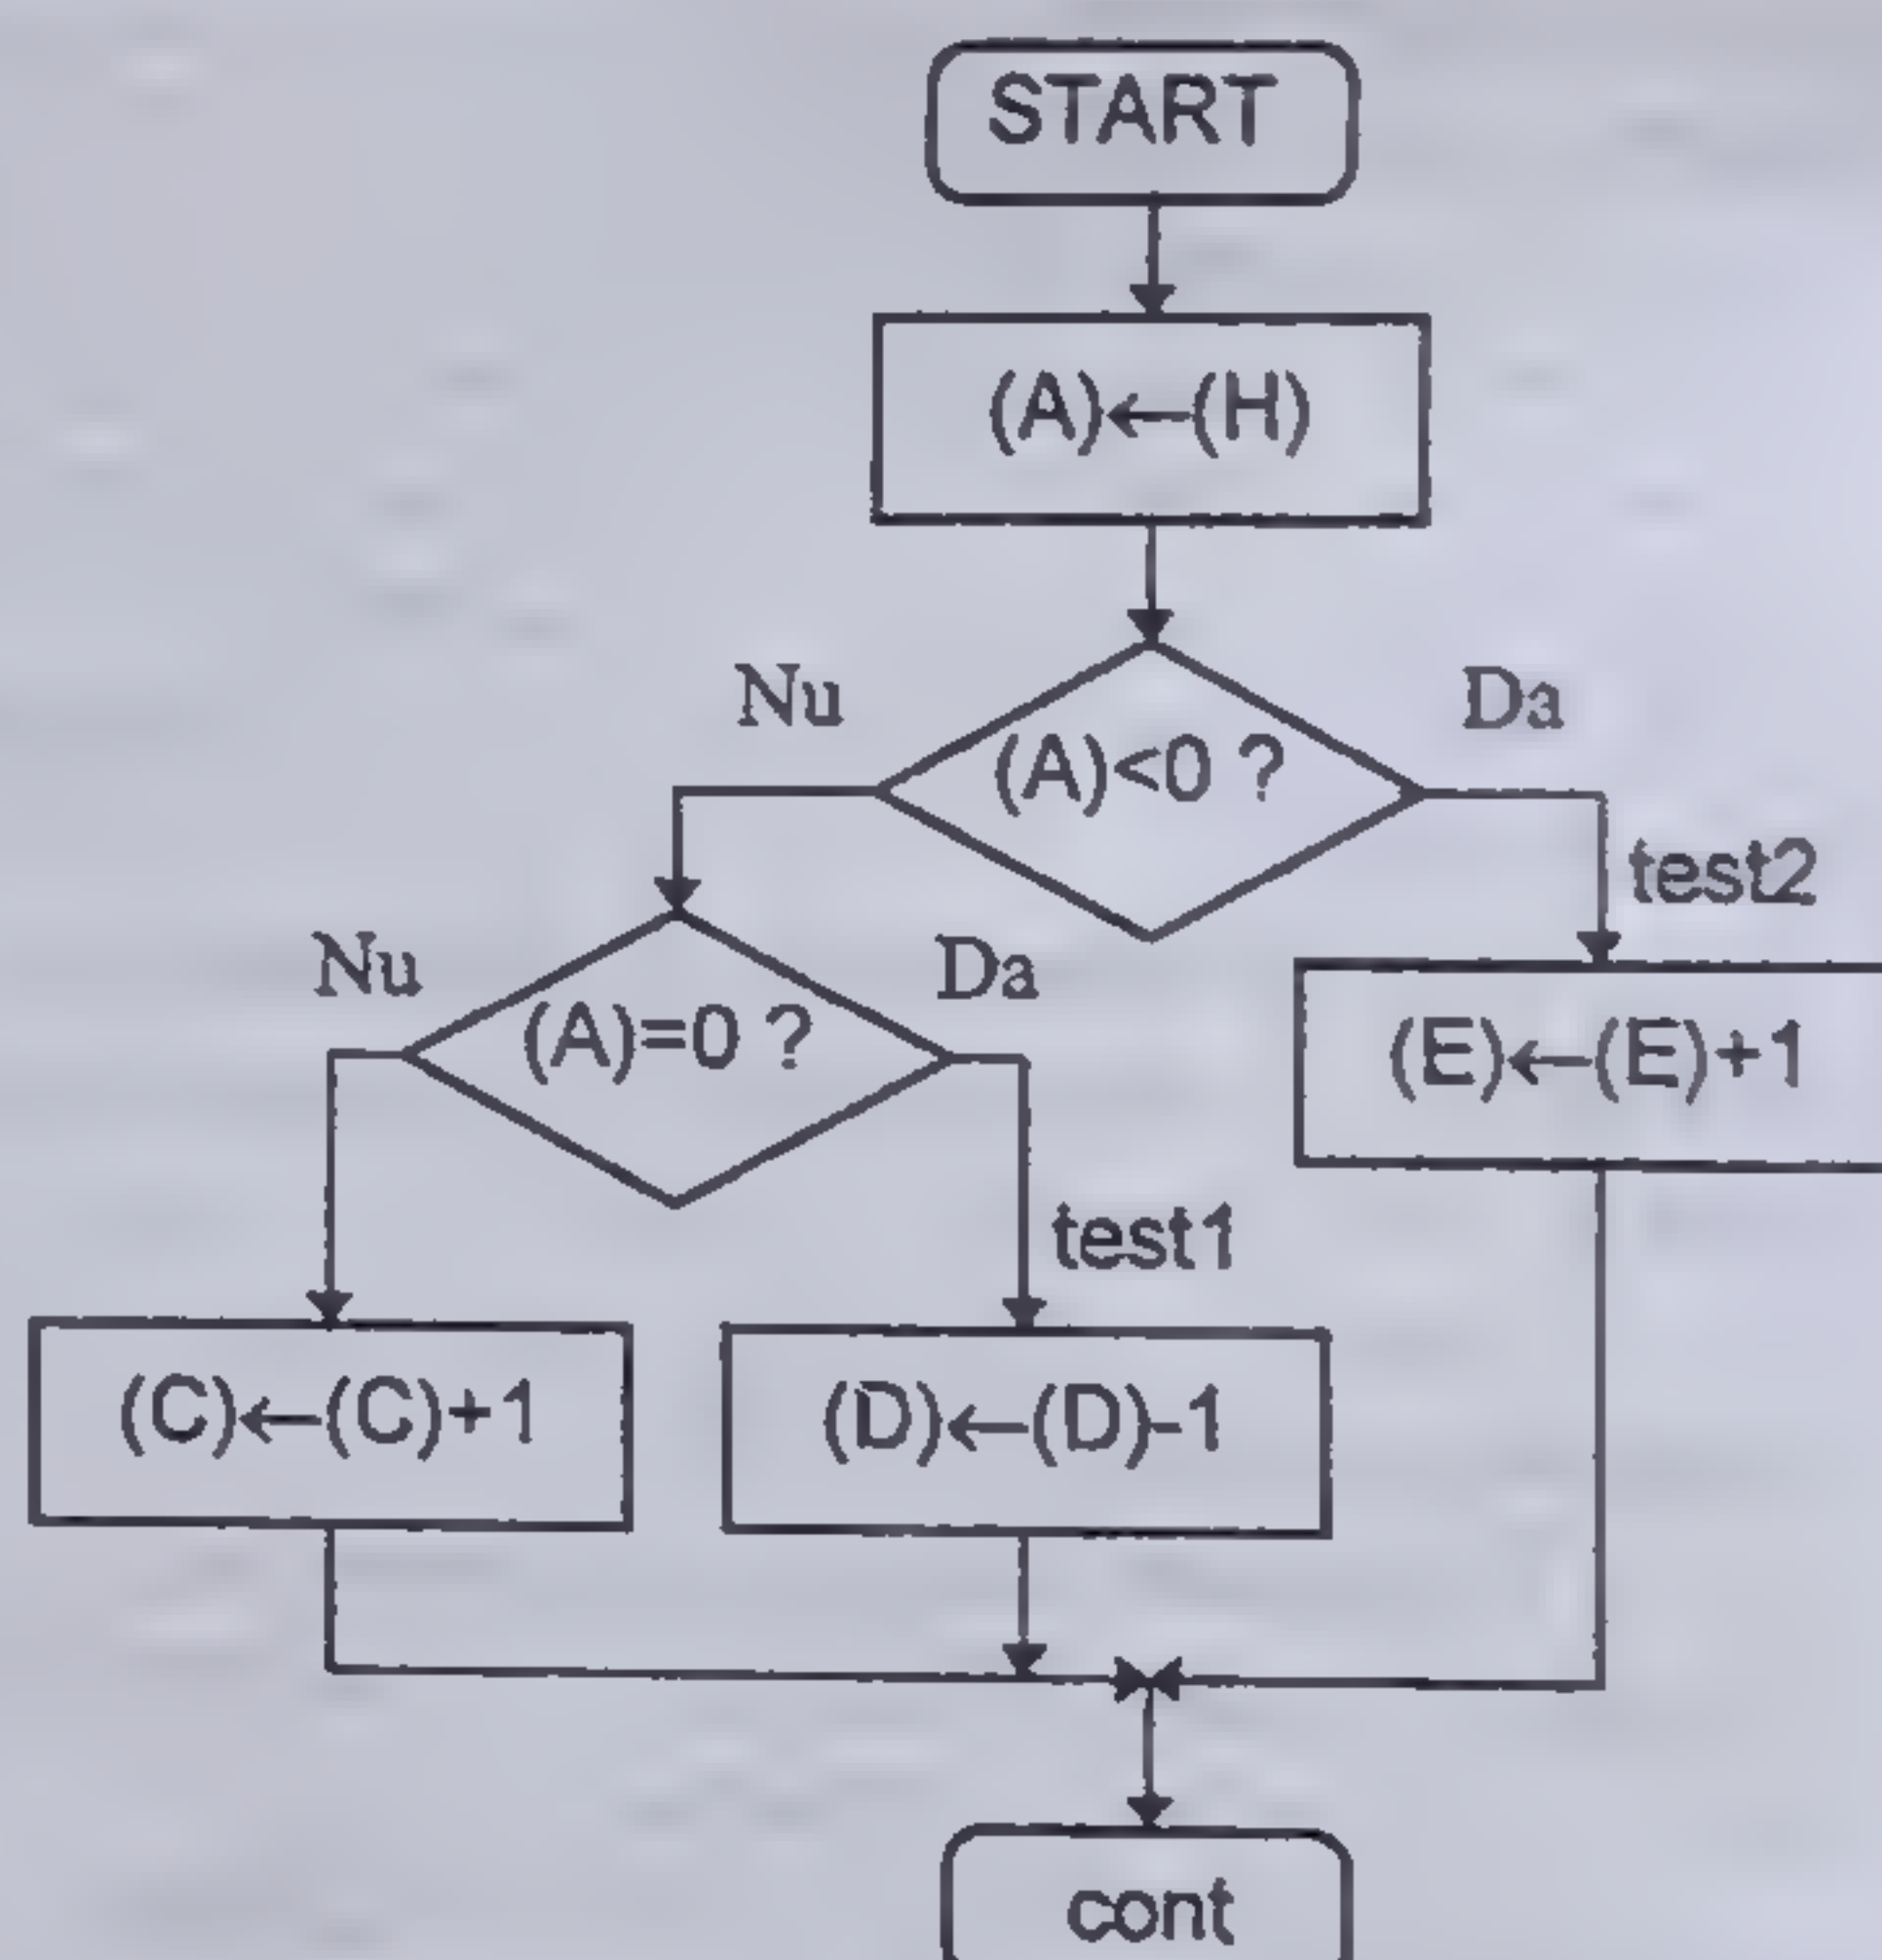 START
(A)←(H)
Nu
Da
(A)<0 ?
test2
Nu
Da
(A)=0 ?
(E)←(E)+1
test1
(C)←(C)+1
(D)←(D)-1
cont